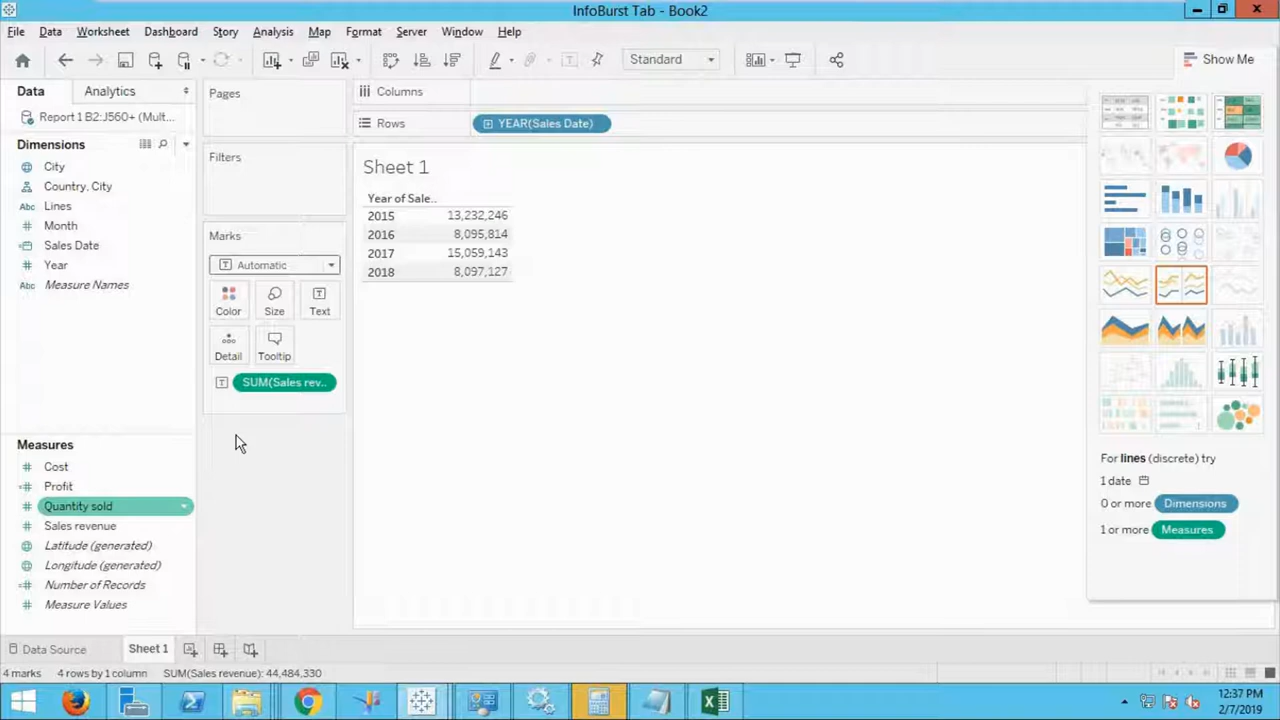 InfoBurst Tab - Book2
File Data Worksheet Dashboard Story Analysis Map Format Server Window Help
Standard
Show Me
Data Analytics
Report 1 B2:J560+ (Mult...
Dimensions
City
Country, City
Abc Lines
Month
Sales Date
Year
Abc Measure Names
Measures
Cost
Profit
Quantity sold
Sales revenue
Latitude (generated)
Longitude (generated)
Number of Records
Measure Values
Pages
Filters
Marks
Automatic
Color Size Text
Detail Tooltip
SUM(Sales rev..
Columns
Rows YEAR(Sales Date)
Sheet 1
Year of Sale..
2015 13,232,246
2016 8,095,814
2017 15,059,143
2018 8,097,127
For lines (discrete) try
1 date
0 or more Dimensions
1 or more Measures
Data Source Sheet 1
4 marks 4 rows by 1 column SUM(Sales revenue): 44,484,330
12:37 PM
2/7/2019